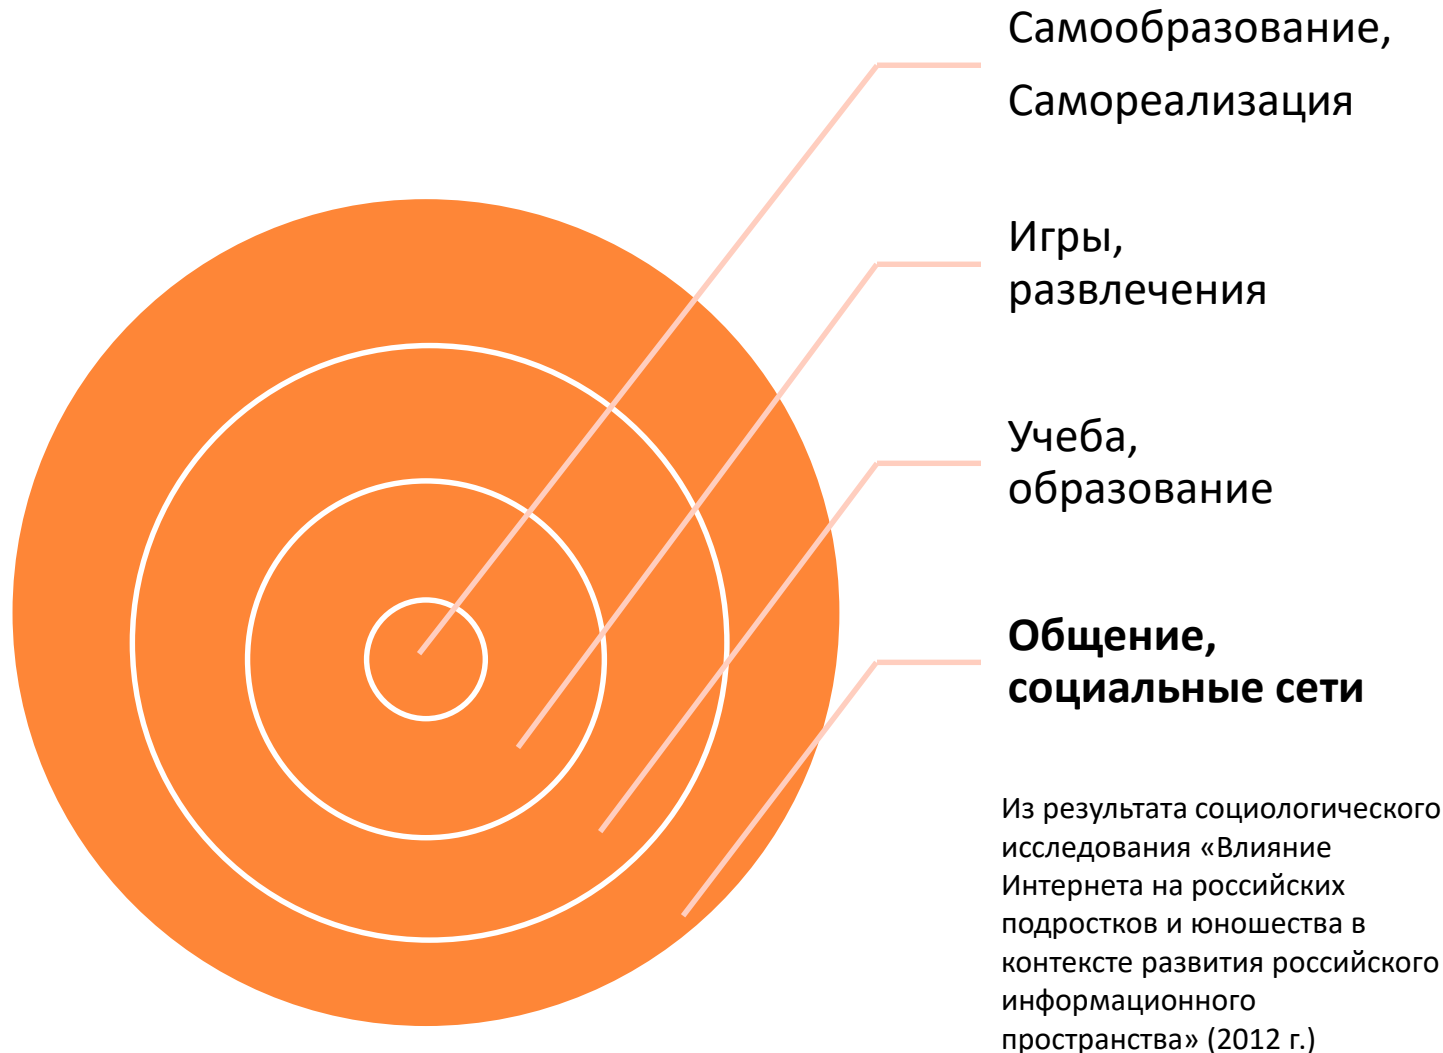 Самообразование,
Самореализация
Игры,
развлечения
Учеба,
образование
Общение,
социальные сети
Из результата социологического
исследования «Влияние
Интернета на российских
подростков и юношества в
контексте развития российского
информационного
пространства» (2012 г.)